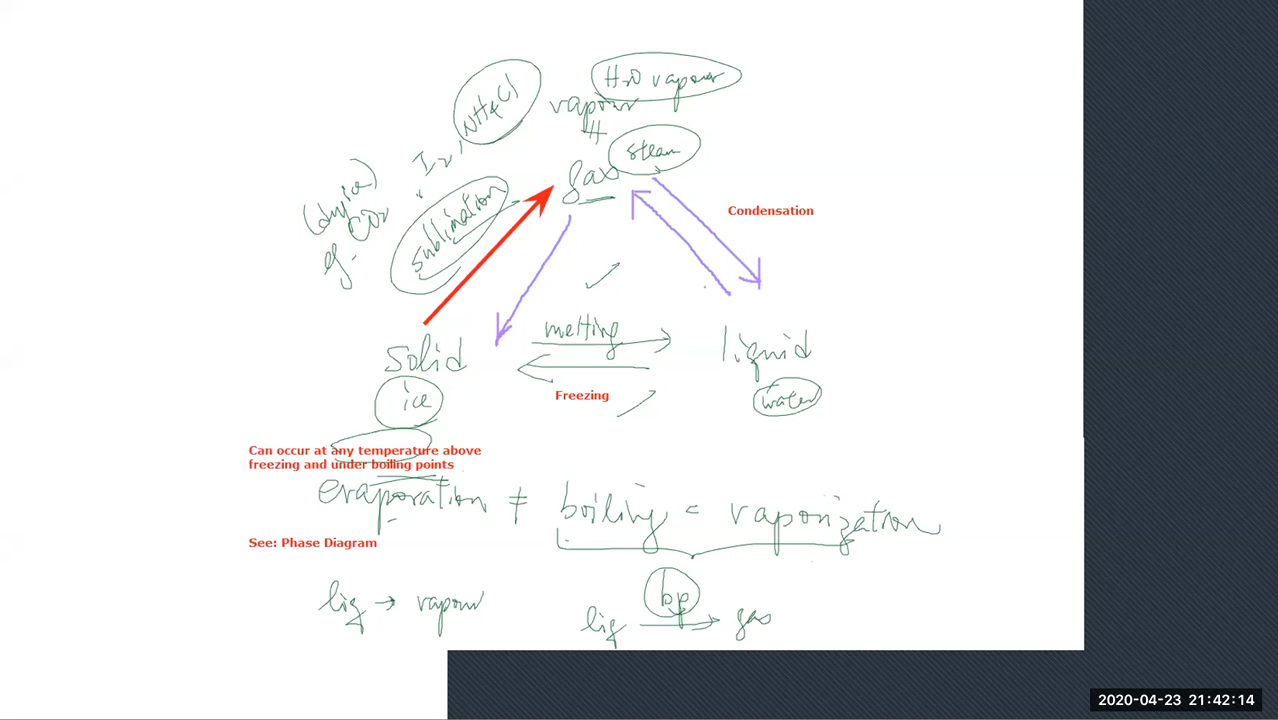 H2O vapour
vapour
NH4Cl
steam
I2,
gas
(dry ice)
sublimation
Condensation
eg. CO2
melting
solid
liquid
Freezing
ice
water
Can occur at any temperature above
freezing and under boiling points
evaporation ≠ boiling = vaporization
See: Phase Diagram
bp
liq → vapour
liq → gas
2020-04-23 21:42:14